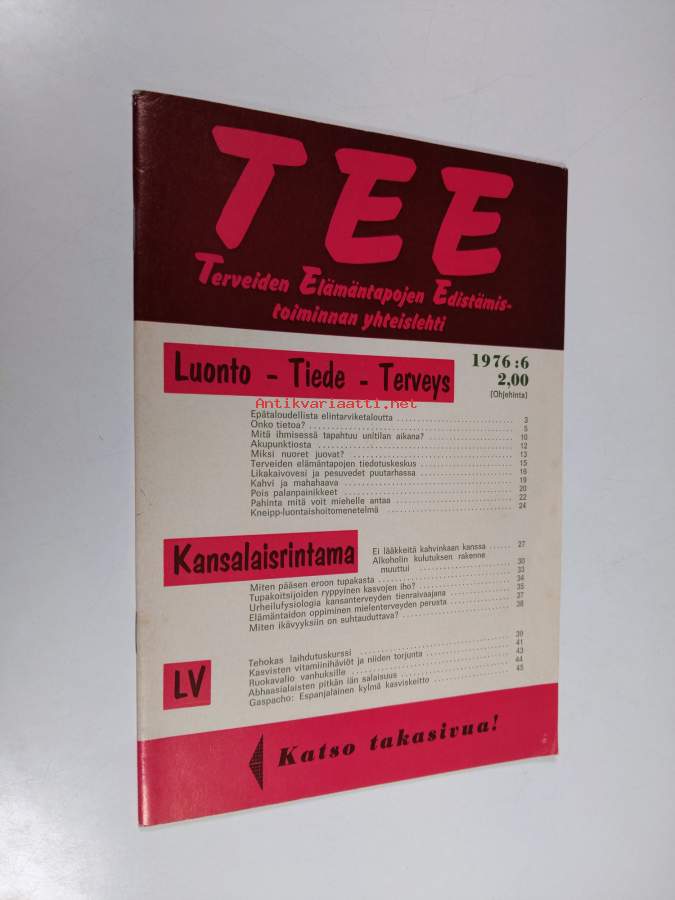 TEE
Terveiden Elämäntapojen Edistämis-
toiminnan yhteislehti
Luonto - Tiede - Terveys
1976:6
2,00
(Ohjehinta)
Antikvariaatti.net
Epätaloudellista elintarviketaloutta 3
Onko tietoa? 5
Mitä ihmisessä tapahtuu unitilan aikana? 10
Akupunktiosta 12
Miksi nuoret juovat? 13
Terveiden elämäntapojen tiedotuskeskus 15
Likakaivovesi ja pesuvedet puutarhassa 16
Kahvi ja mahahaava 19
Pois palanpainikkeet 20
Pahinta mitä voit miehelle antaa 22
Kneipp-luontaishoitomenetelmä 24
Kansalaisrintama
Ei lääkkeitä kahvinkaan kanssa 27
Alkoholin kulutuksen rakenne
muuttui 30
Miten pääsen eroon tupakasta 33
Tupakoitsijoiden ryppyinen kasvojen iho? 34
Urheilufysiologia kansanterveyden tienraivaajana 35
Elämäntaidon oppiminen mielenterveyden perusta 37
Miten ikävyyksiin on suhtauduttava? 38
LV
Tehokas laihdutuskurssi 39
Kasvisten vitamiinihäviöt ja niiden torjunta 41
Ruokavalio vanhuksille 43
Abhaasialaisten pitkän iän salaisuus 44
Gaspacho: Espanjalainen kylmä kasviskeitto 45
Katso takasivua!